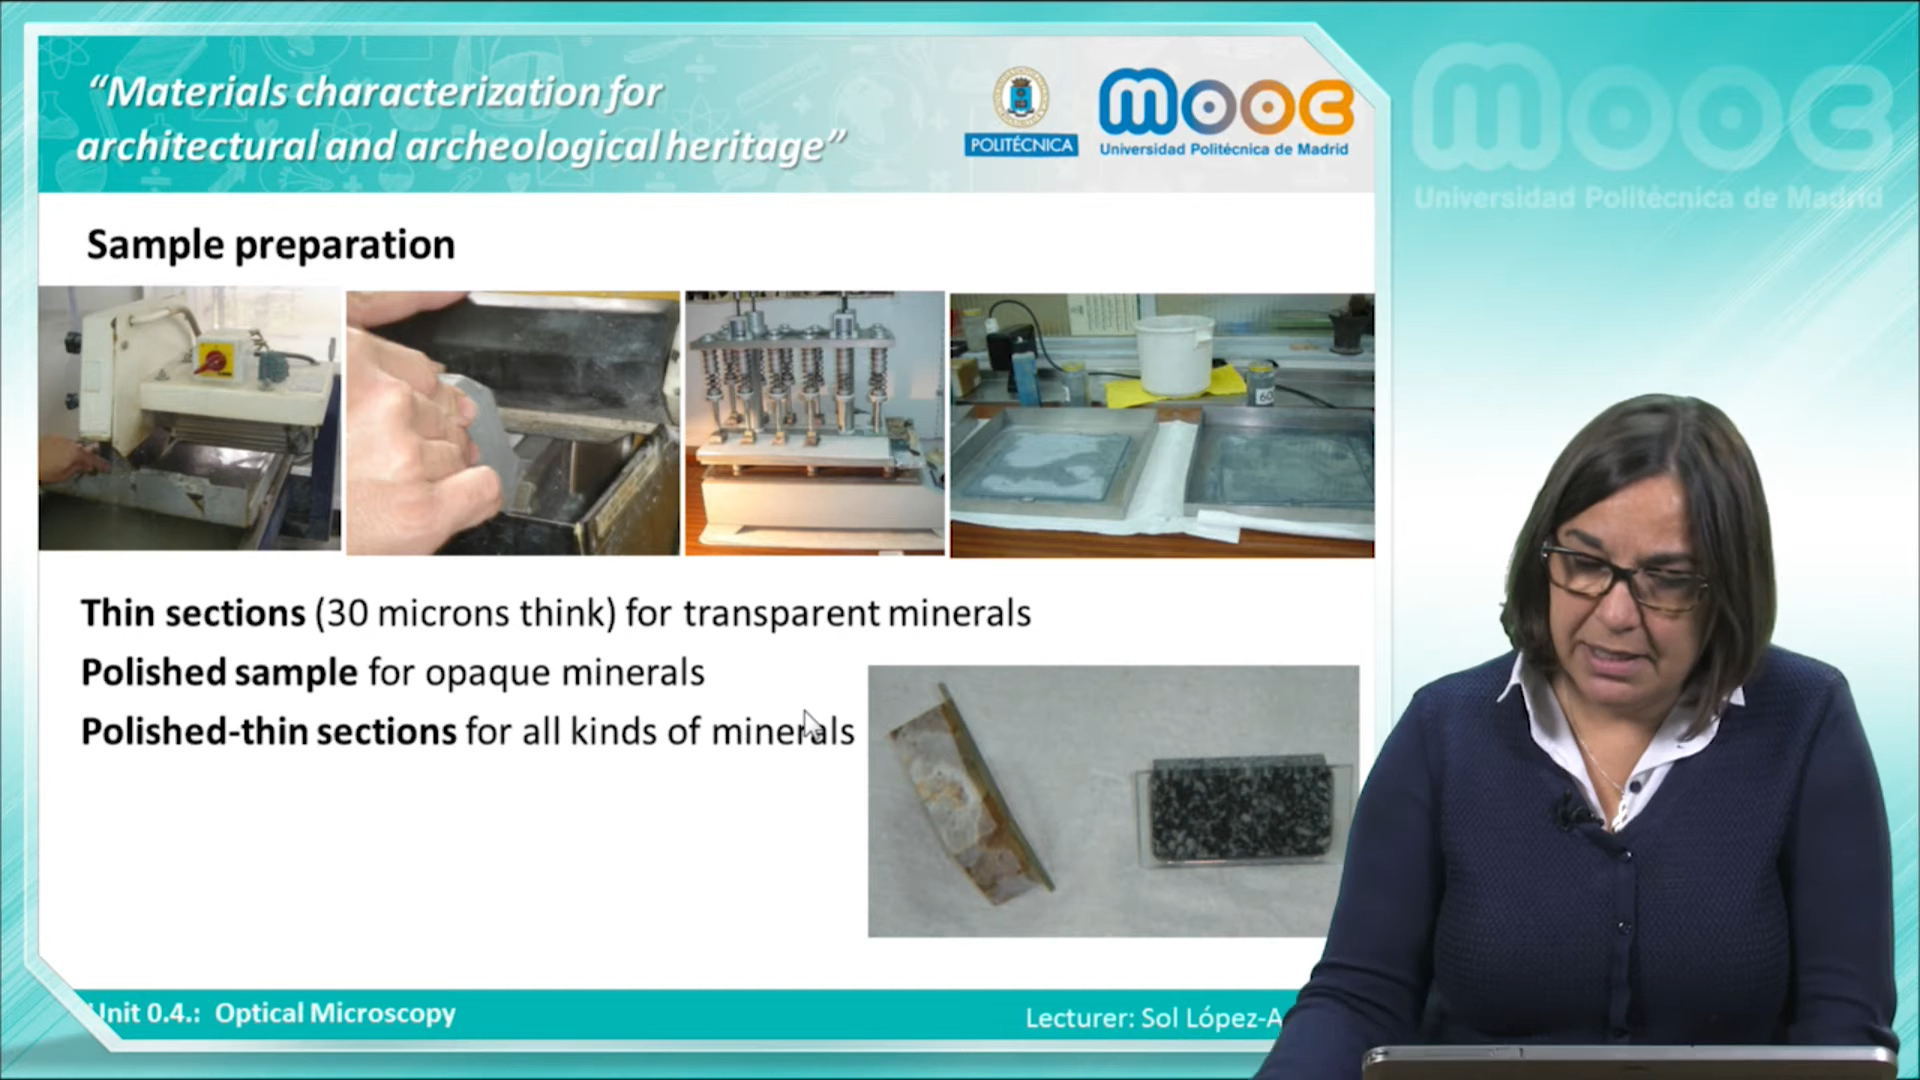 “Materials characterization for
architectural and archeological heritage”
POLITÉCNICA
mooc
Universidad Politécnica de Madrid
mooc
Universidad Politécnica de Madrid
Sample preparation
60
Thin sections (30 microns think) for transparent minerals
Polished sample for opaque minerals
Polished-thin sections for all kinds of minerals
Unit 0.4.: Optical Microscopy
Lecturer: Sol López-A